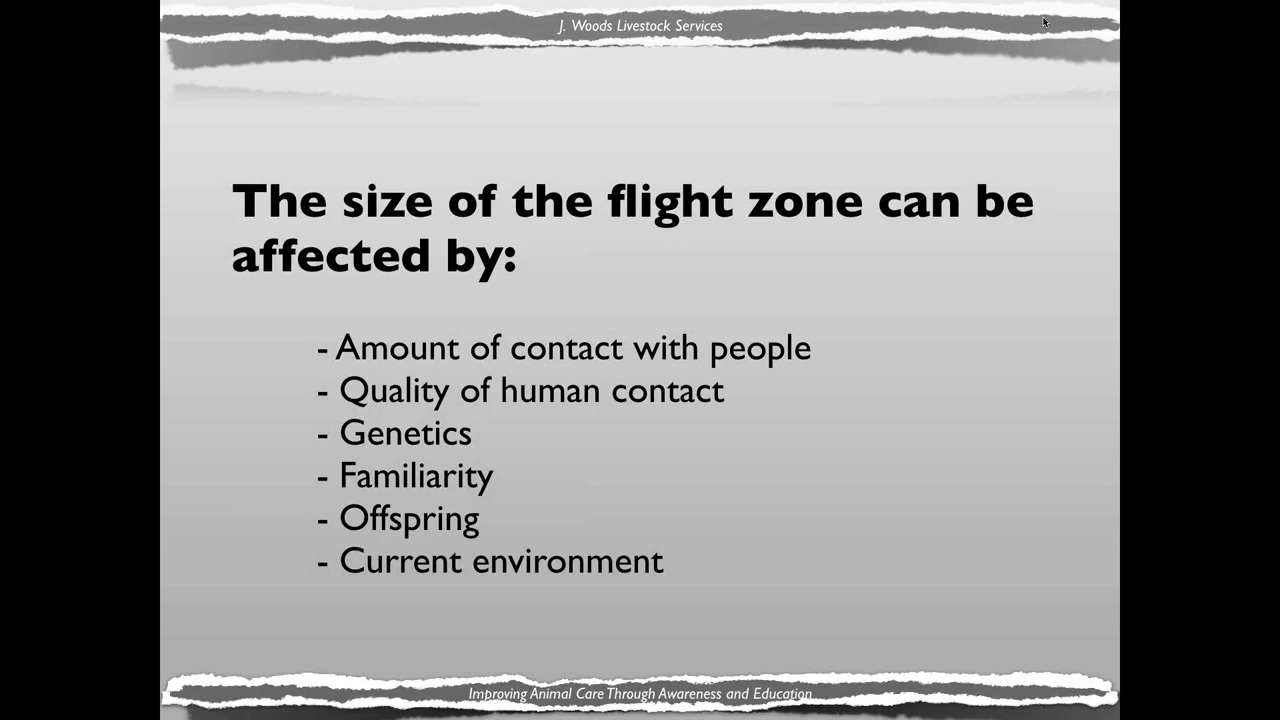 J. Woods Livestock Services
The size of the flight zone can be
affected by:
- Amount of contact with people
- Quality of human contact
- Genetics
- Familiarity
- Offspring
- Current environment
Improving Animal Care Through Awareness and Education